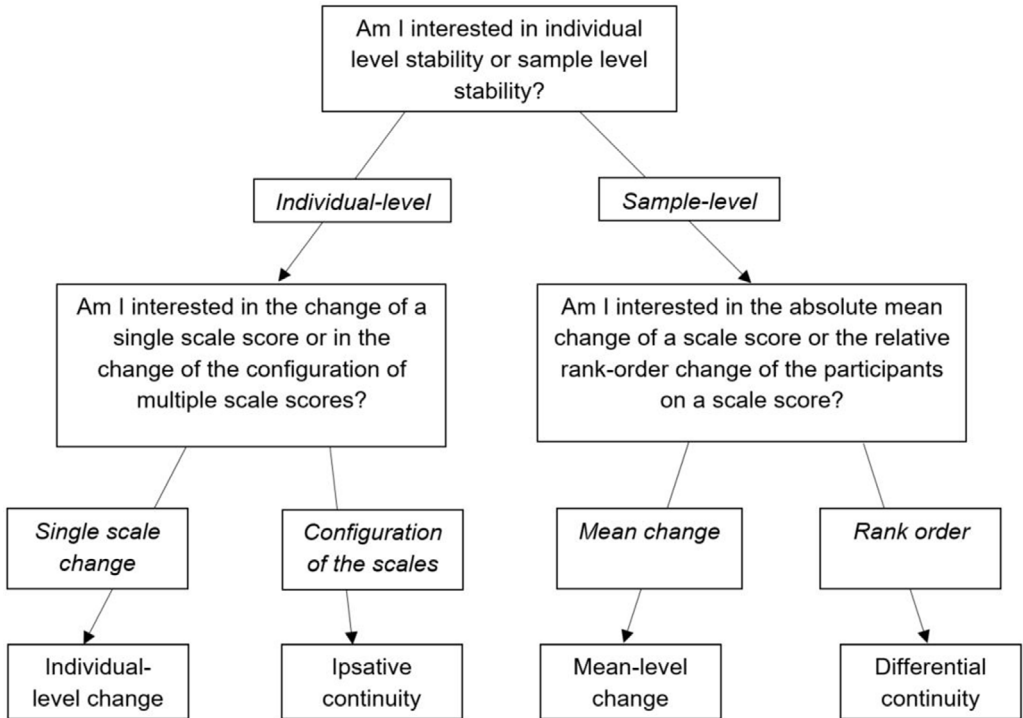 Am I interested in individual
level stability or sample level
stability?
Individual-level
Sample-level
Am I interested in the change of a
single scale score or in the
change of the configuration of
multiple scale scores?
Am I interested in the absolute mean
change of a scale score or the relative
rank-order change of the participants
on a scale score?
Single scale
change
Configuration
of the scales
Mean change
Rank order
Individual-
level change
Ipsative
continuity
Mean-level
change
Differential
continuity